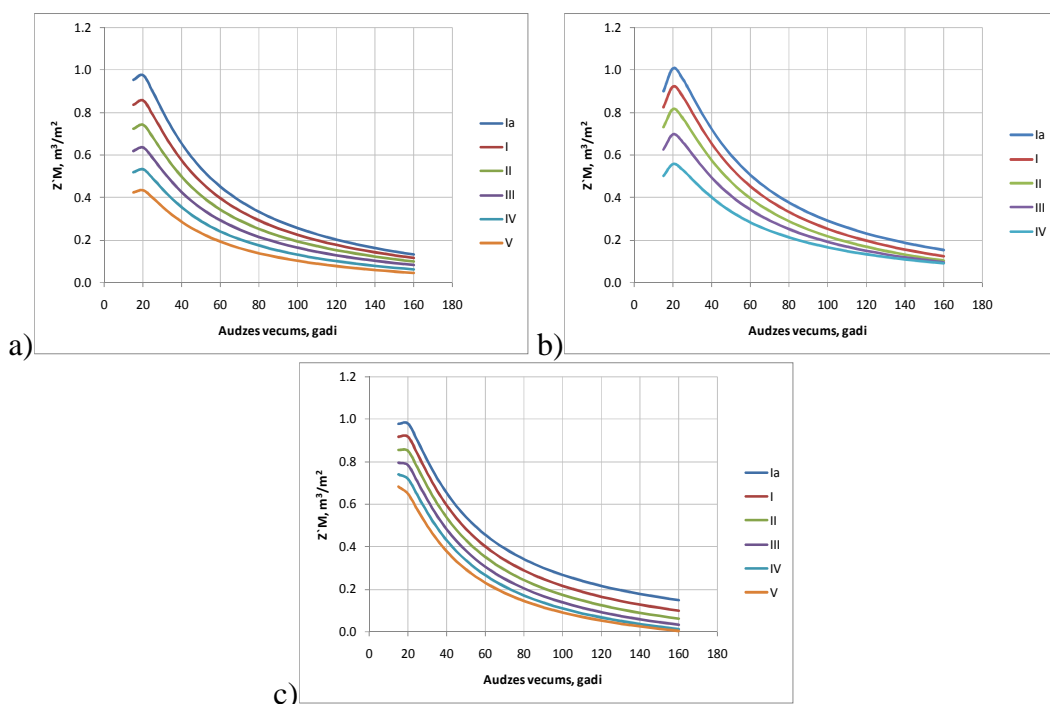 1.2
1.0
0.8
0.6
0.4
0.2
0.0
Z`M, m³/m²
0 20 40 60 80 100 120 140 160 180
Audzes vecums, gadi
Ia
I
II
III
IV
V
a)
1.2
1.0
0.8
0.6
0.4
0.2
0.0
Z`M, m³/m²
0 20 40 60 80 100 120 140 160 180
Audzes vecums, gadi
Ia
I
II
III
IV
b)
1.2
1.0
0.8
0.6
0.4
0.2
0.0
Z`M, m³/m²
0 20 40 60 80 100 120 140 160 180
Audzes vecums, gadi
Ia
I
II
III
IV
V
c)